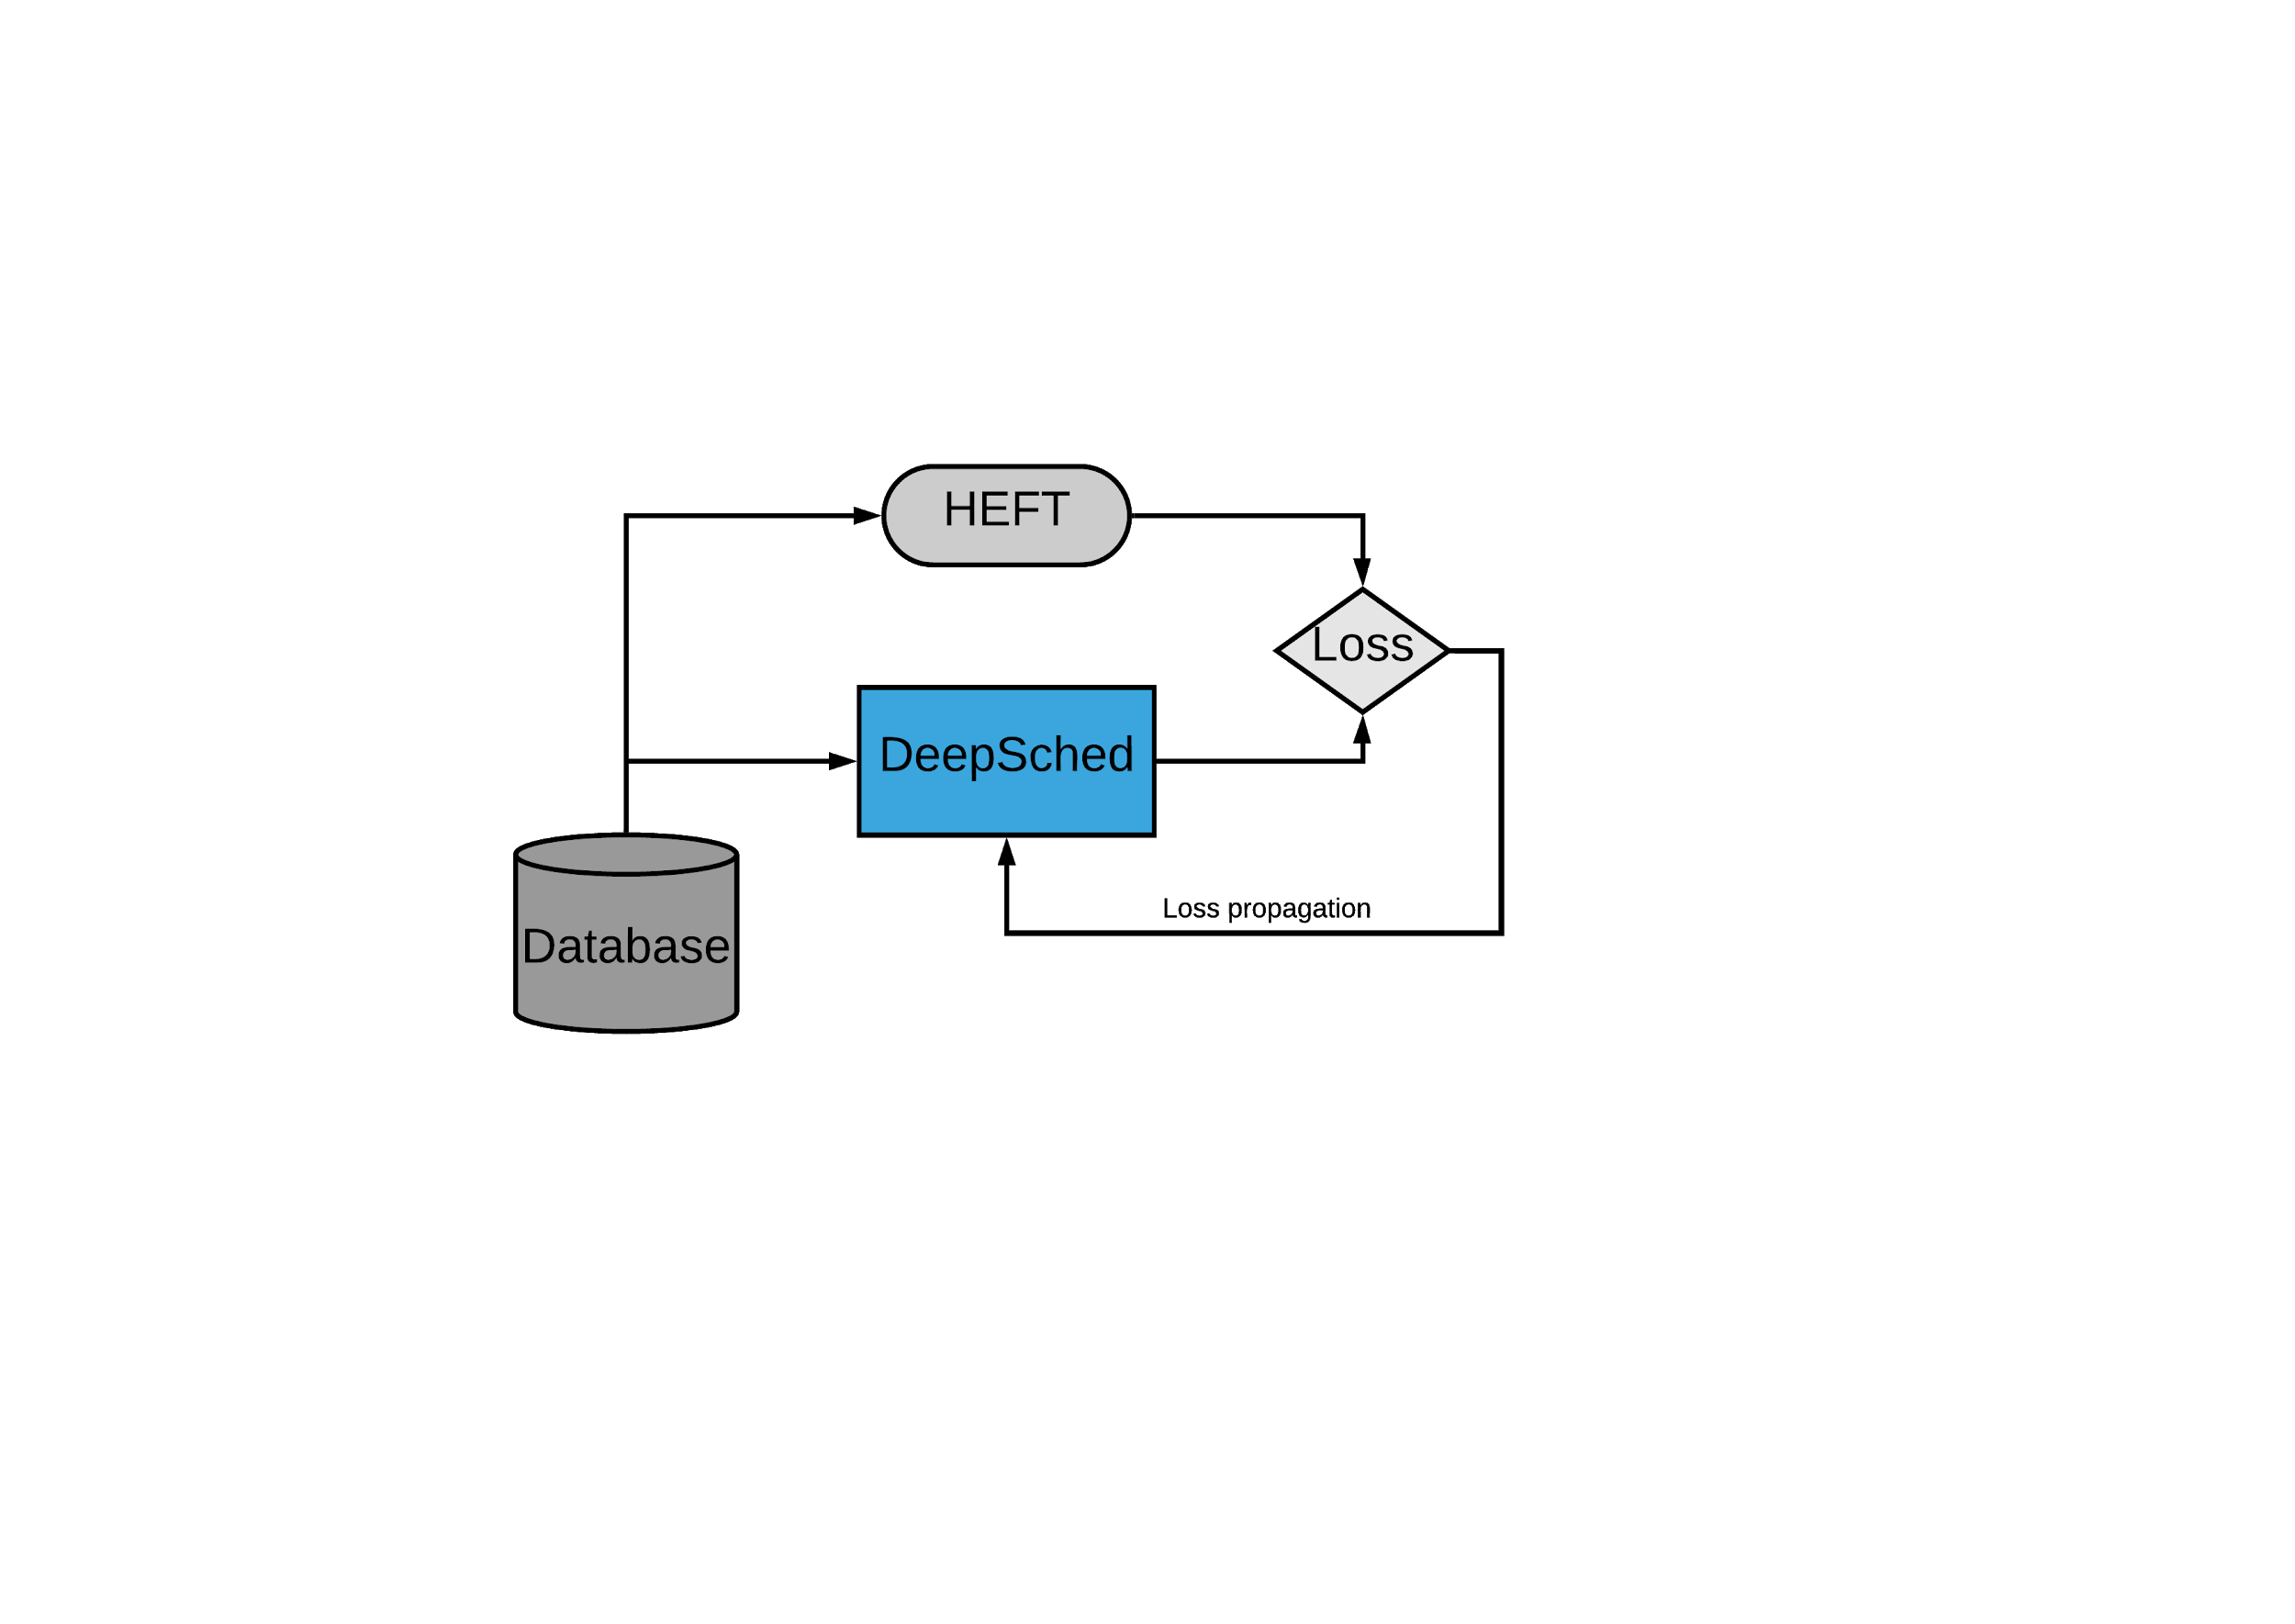 HEFT
Loss
DeepSched
Loss propagation
Database